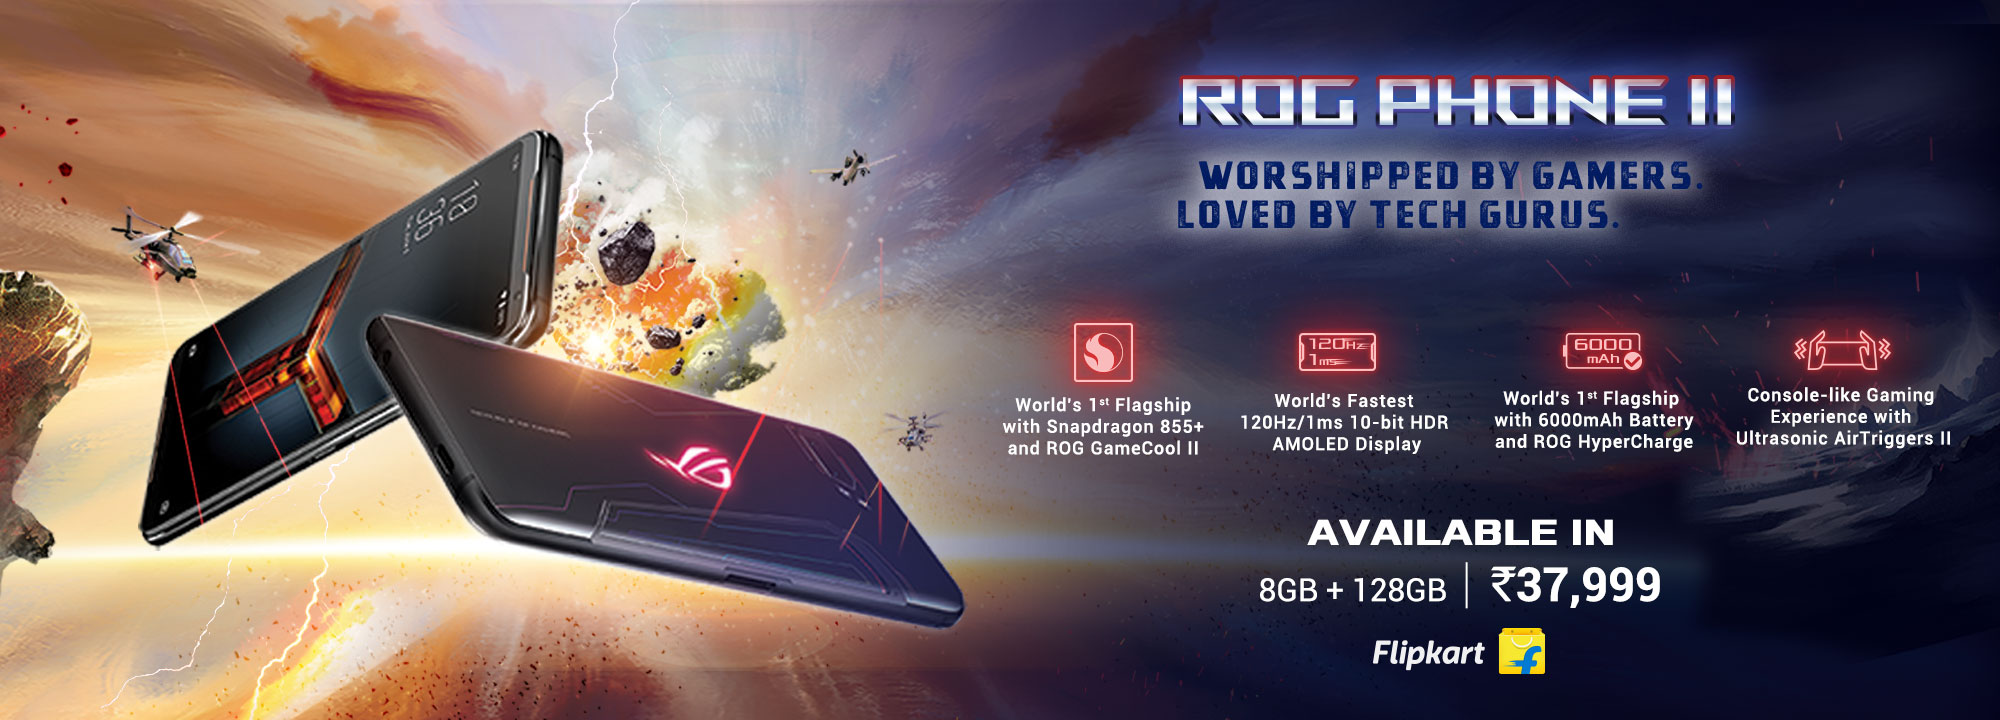 ROG PHONE II
WORSHIPPED BY GAMERS.
LOVED BY TECH GURUS.
120Hz
1ms
6000
mAh
World's 1st Flagship
with Snapdragon 855+
and ROG GameCool II
World's Fastest
120Hz/1ms 10-bit HDR
AMOLED Display
World's 1st Flagship
with 6000mAh Battery
and ROG HyperCharge
Console-like Gaming
Experience with
Ultrasonic AirTriggers II
AVAILABLE IN
8GB + 128GB | ₹37,999
Flipkart